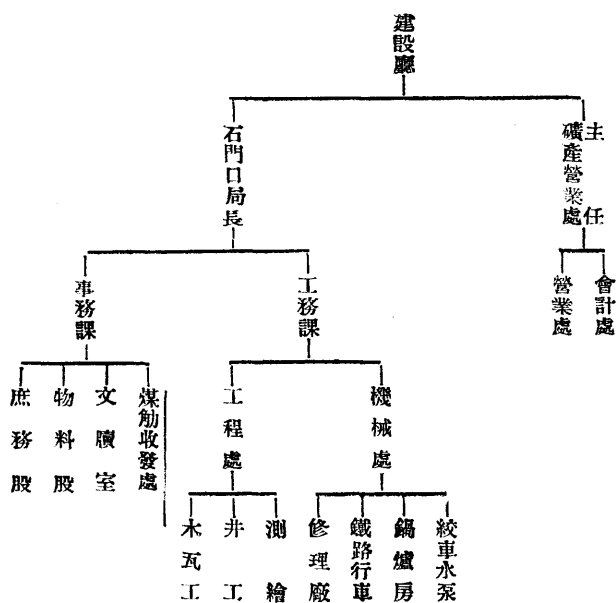 建設廳
主任
礦產營業處
石門口局長
會計處
營業處
工務課
事務課
機械處
工程處
煤觔收發處
文牘室
物料股
庶務股
絞車水泵
鍋爐房
鐵路行車
修理廠
測繪
井工
木瓦工